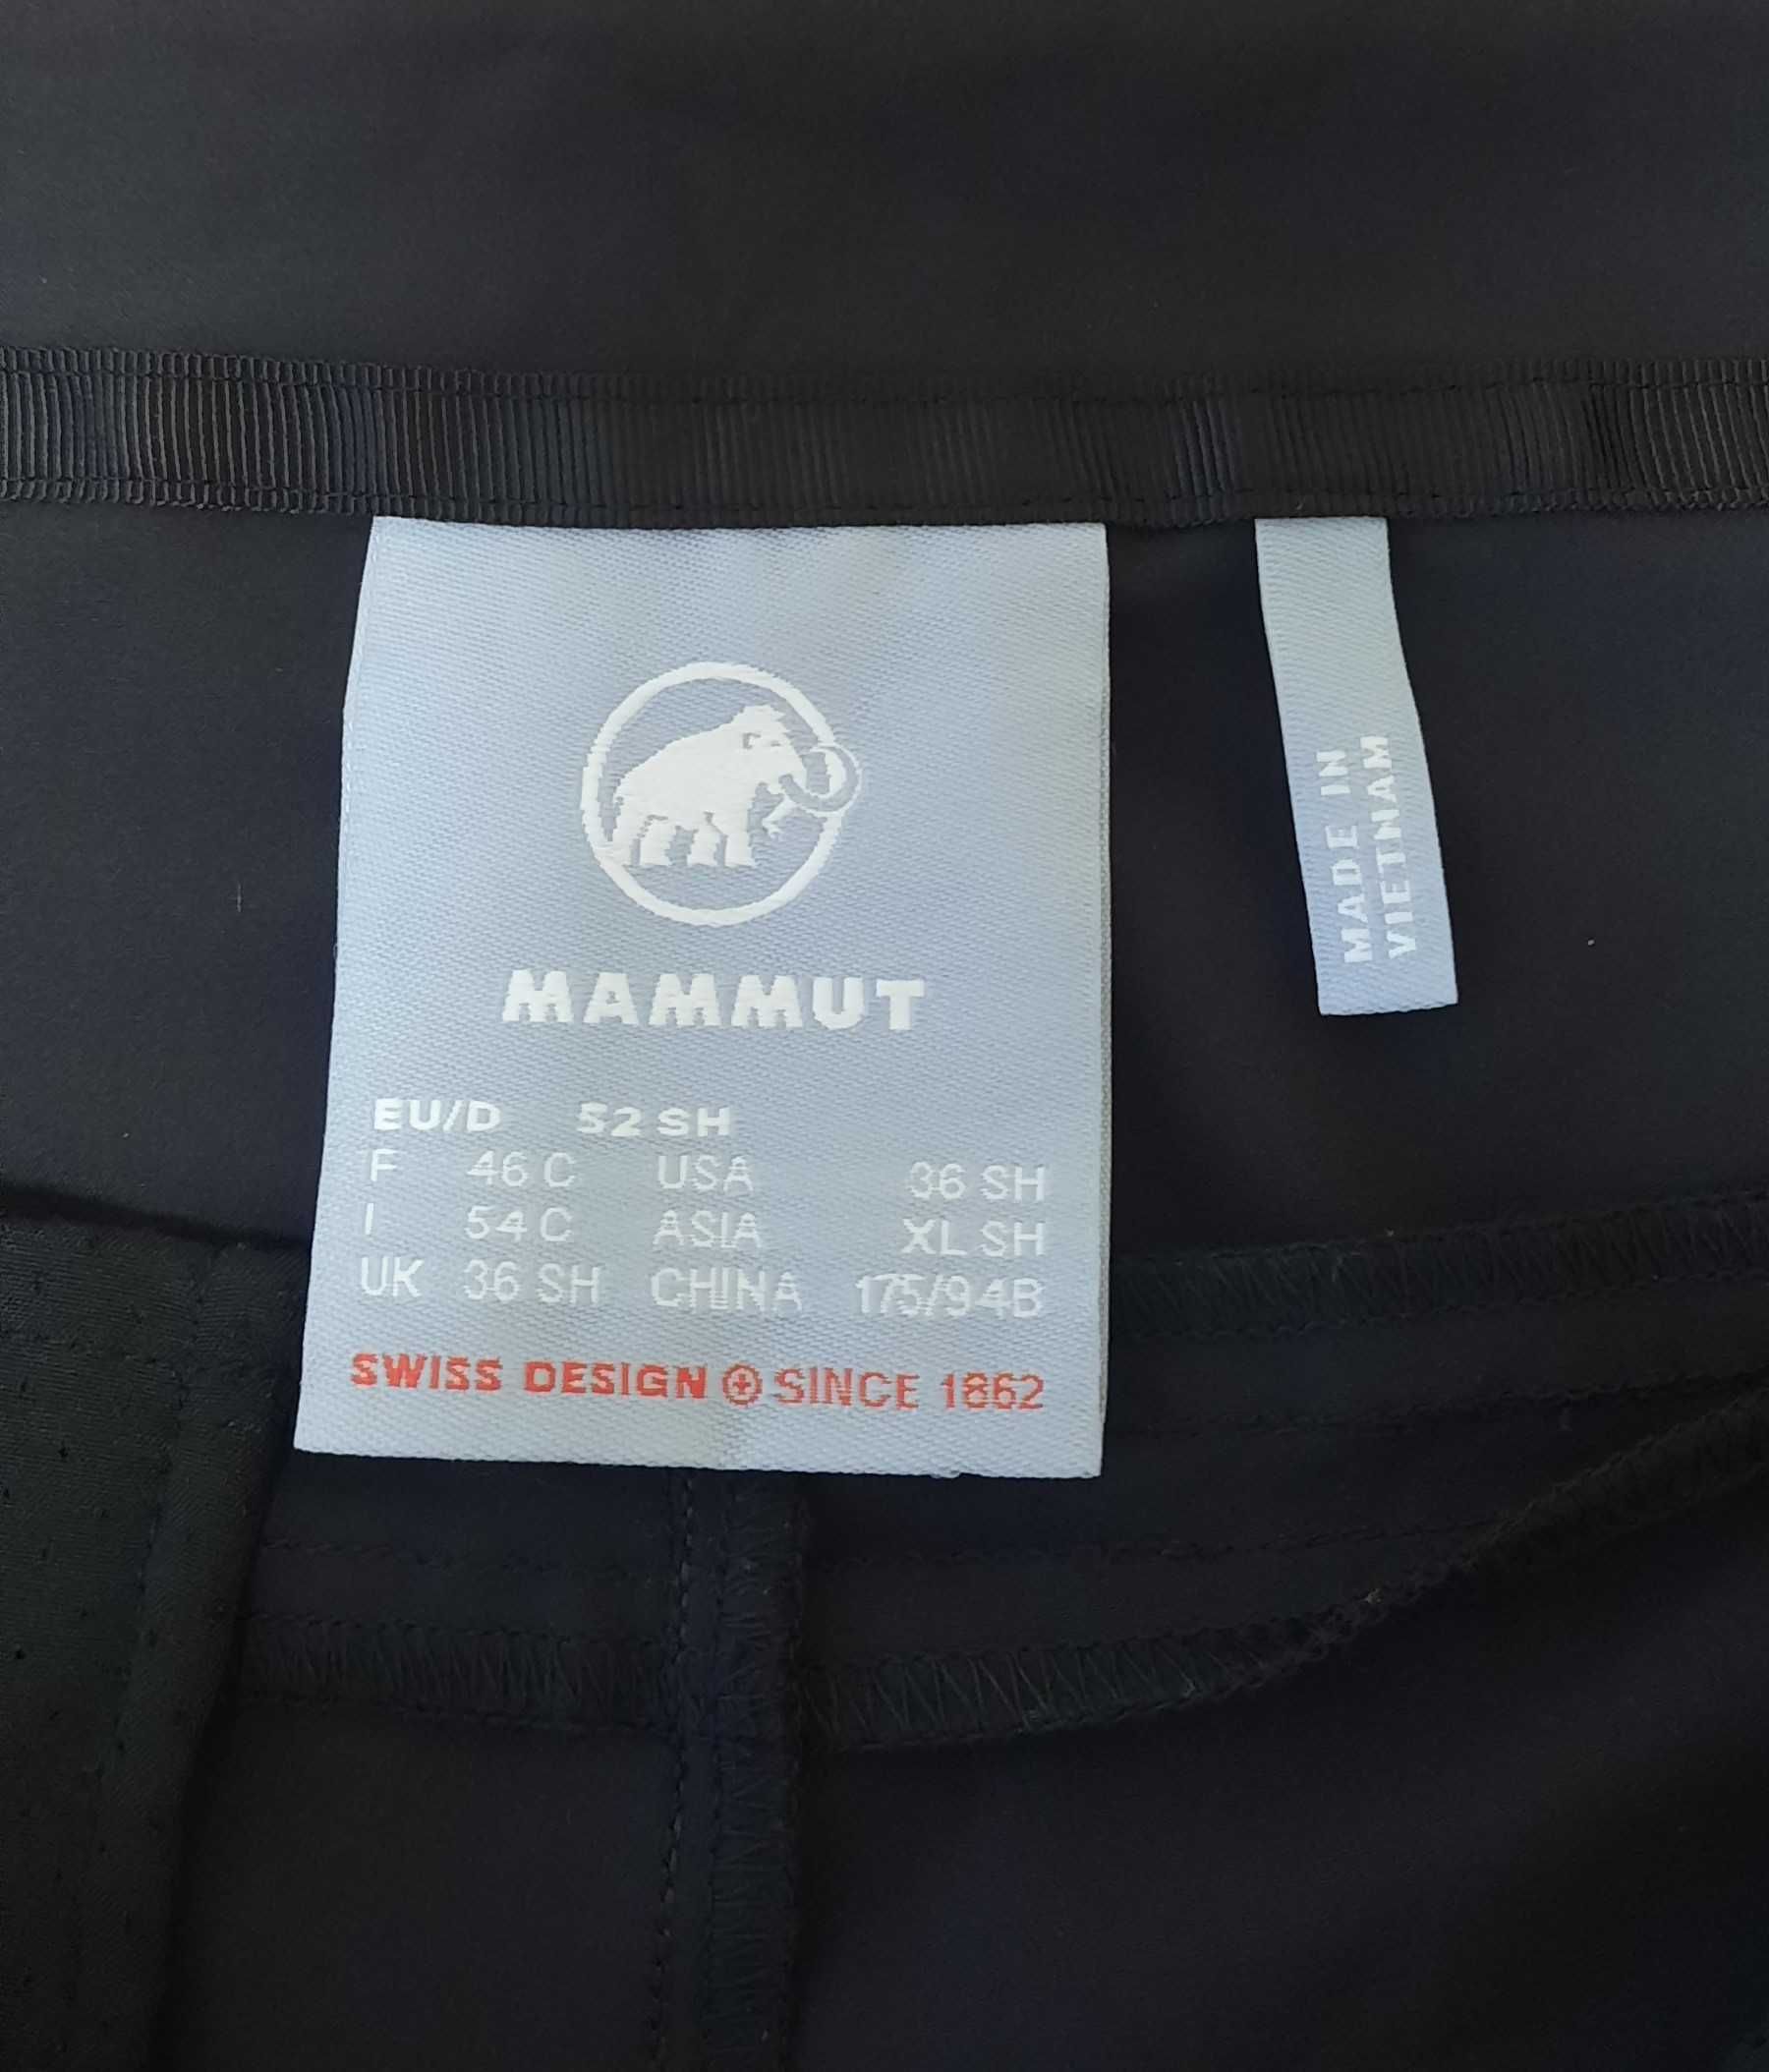 MAMMUT
EU/D 52 SH
F 46 C USA 36 SH
I 54 C ASIA XL SH
UK 36 SH CHINA 175/94B
SWISS DESIGN SINCE 1862
MADE IN
VIETNAM